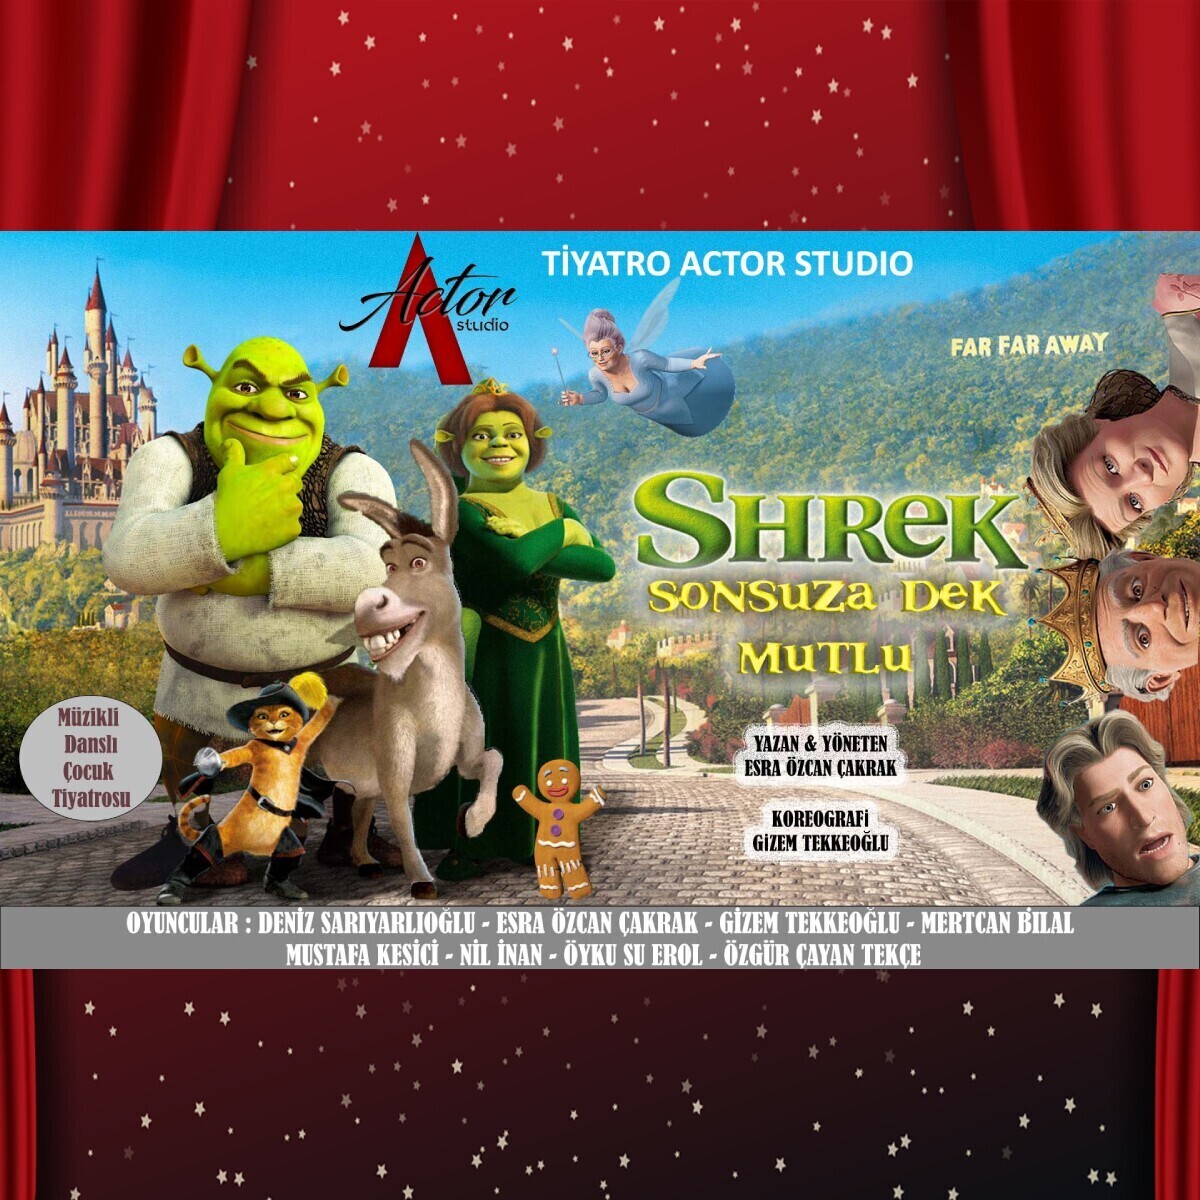 TİYATRO ACTOR STUDIO
Actor
studio
FAR FAR AWAY
SHREK
SONSUZA DEK
MUTLU
Müzikli
Danslı
Çocuk
Tiyatrosu
YAZAN & YÖNETEN
ESRA ÖZCAN ÇAKRAK
KOREOGRAFİ
GİZEM TEKKEOĞLU
OYUNCULAR : DENİZ SARIYARLIOĞLU - ESRA ÖZCAN ÇAKRAK - GİZEM TEKKEOĞLU - MERTCAN BİLAL
MUSTAFA KESİCİ - NİL İNAN - ÖYKU SU EROL - ÖZGÜR ÇAYAN TEKÇE